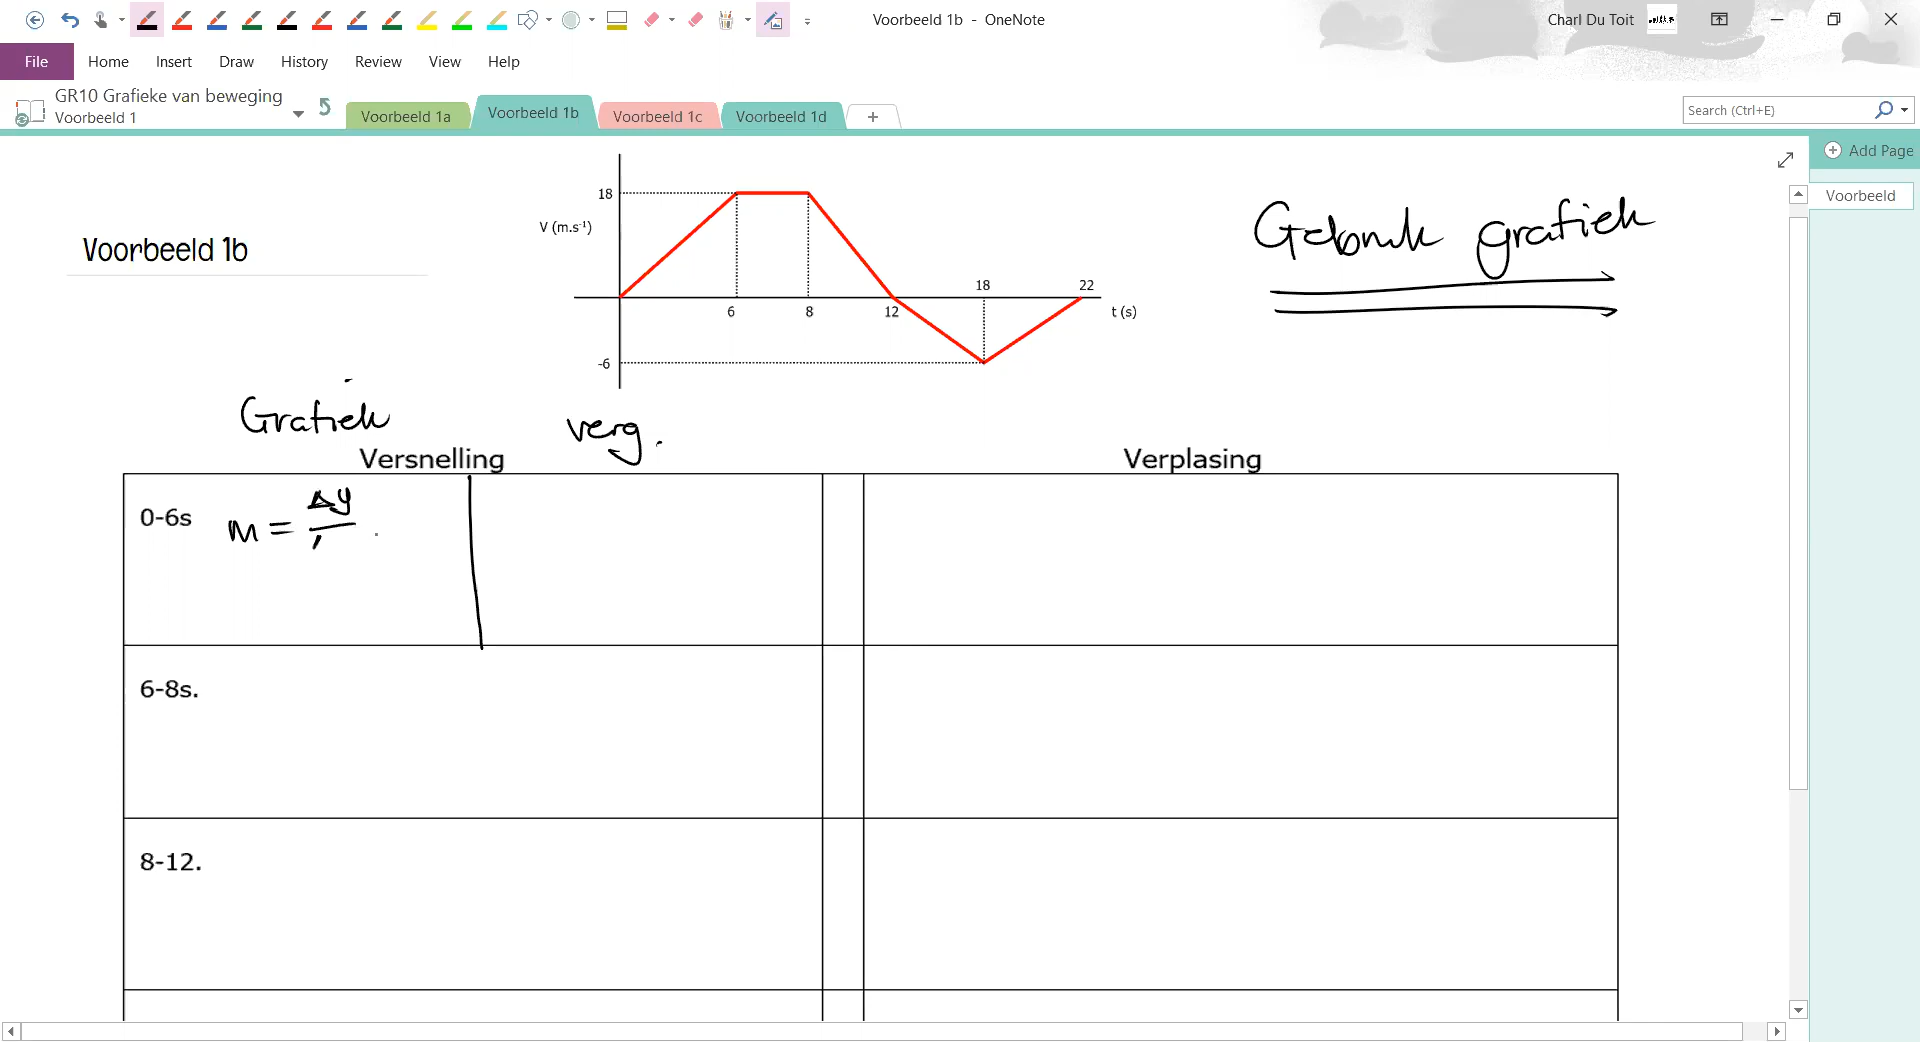 Voorbeeld 1b - OneNote
Charl Du Toit
File Home Insert Draw History Review View Help
GR10 Grafieke van beweging
Voorbeeld 1
Voorbeeld 1a Voorbeeld 1b Voorbeeld 1c Voorbeeld 1d +
Search (Ctrl+E)
Add Page
Voorbeeld
Voorbeeld 1b
18
V (m.s⁻¹)
18 22
6 8 12
t (s)
-6
grafiek
Grafiek
verg.
Versnelling
Verplasing
0-6s m = Δy
6-8s.
8-12.